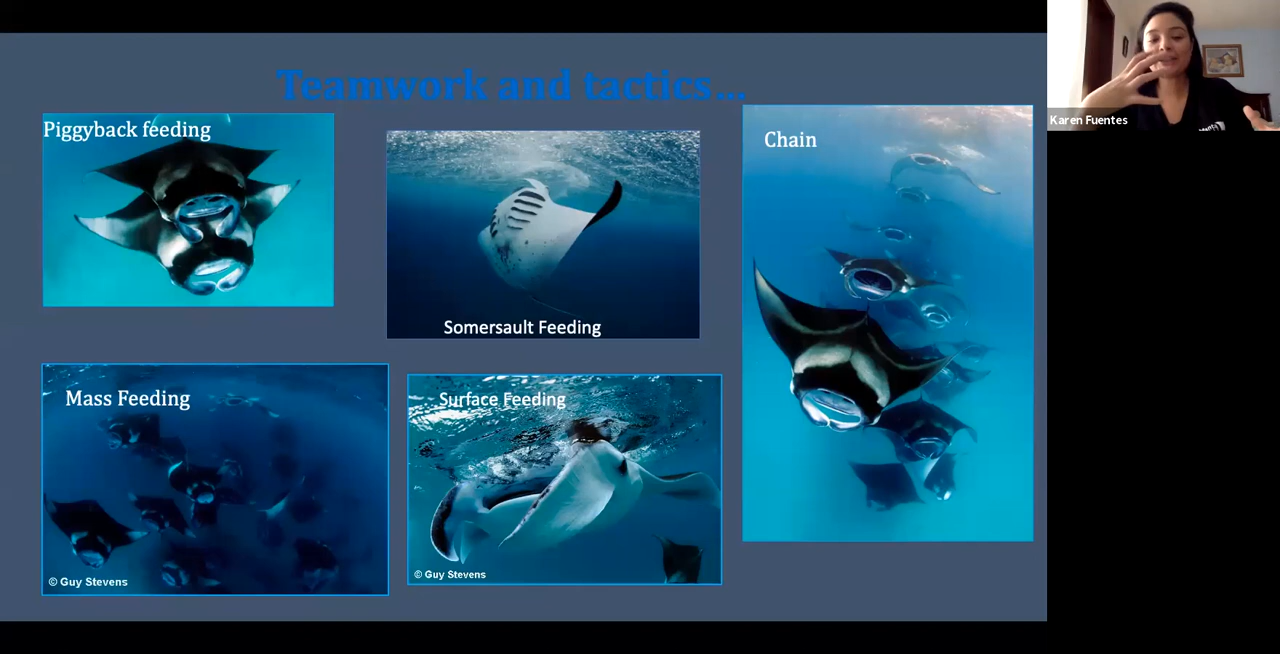 Teamwork and tactics...
Piggyback feeding
Somersault Feeding
Chain
Mass Feeding
© Guy Stevens
Surface Feeding
© Guy Stevens
Karen Fuentes